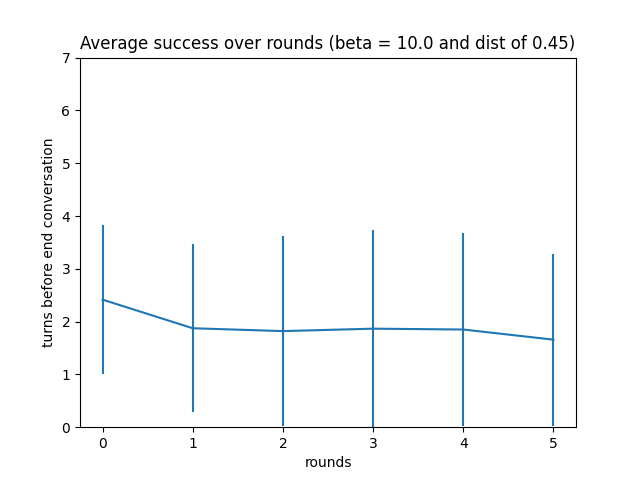 Average success over rounds (beta = 10.0 and dist of 0.45)
7
6
5
4
3
2
1
0
turns before end conversation
0 1 2 3 4 5
rounds